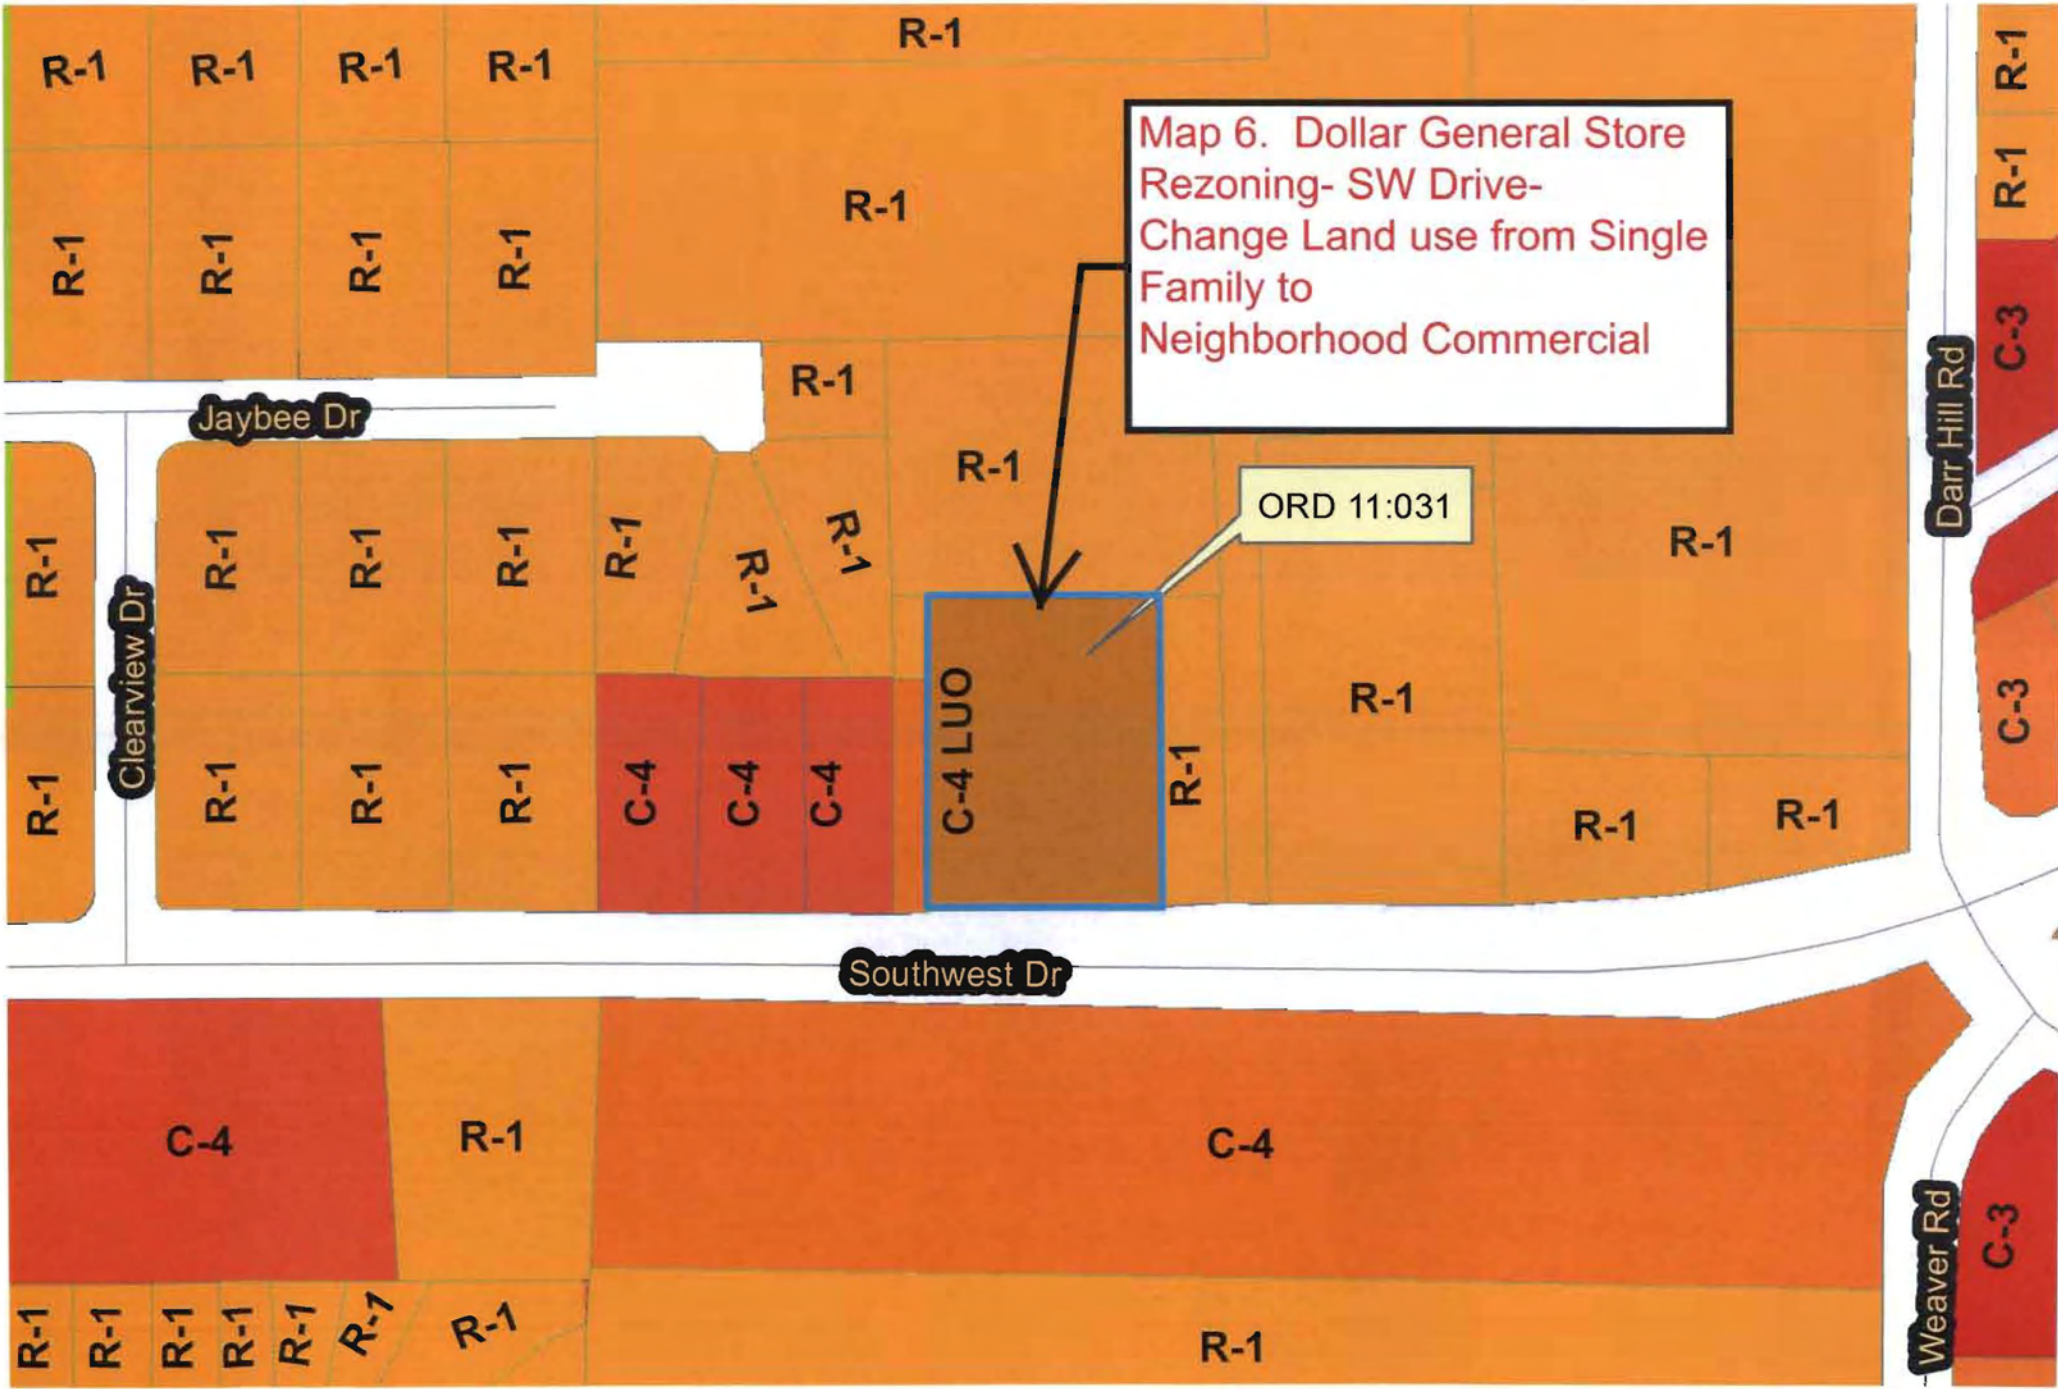 R-1
R-1 R-1 R-1 R-1
R-1
R-1
Map 6. Dollar General Store
Rezoning- SW Drive-
Change Land use from Single
Family to
Neighborhood Commercial
R-1 R-1 R-1 R-1
R-1
C-3
Jaybee Dr
R-1
Darr Hill Rd
R-1
ORD 11:031
R-1
R-1 R-1 R-1 R-1 R-1 R-1 R-1
R-1
Clearview Dr
R-1
C-3
R-1 R-1 R-1 R-1
C-4 C-4 C-4
C-4 LUO
R-1
R-1 R-1
Southwest Dr
C-4
R-1
C-4
Weaver Rd
C-3
R-1 R-1 R-1 R-1 R-1 R-1 R-1
R-1